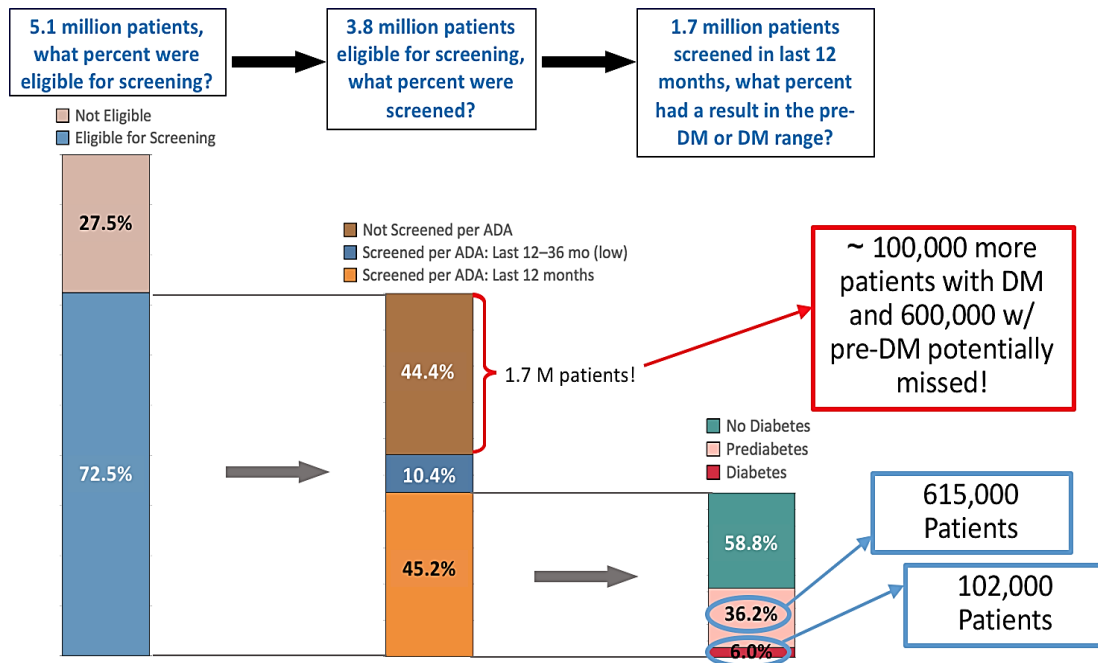 5.1 million patients,
what percent were
eligible for screening?
3.8 million patients
eligible for screening,
what percent were
screened?
1.7 million patients
screened in last 12
months, what percent
had a result in the pre-
DM or DM range?
Not Eligible
Eligible for Screening
27.5%
72.5%
Not Screened per ADA
Screened per ADA: Last 12–36 mo (low)
Screened per ADA: Last 12 months
44.4%
10.4%
45.2%
1.7 M patients!
~ 100,000 more
patients with DM
and 600,000 w/
pre-DM potentially
missed!
No Diabetes
Prediabetes
Diabetes
58.8%
36.2%
6.0%
615,000
Patients
102,000
Patients